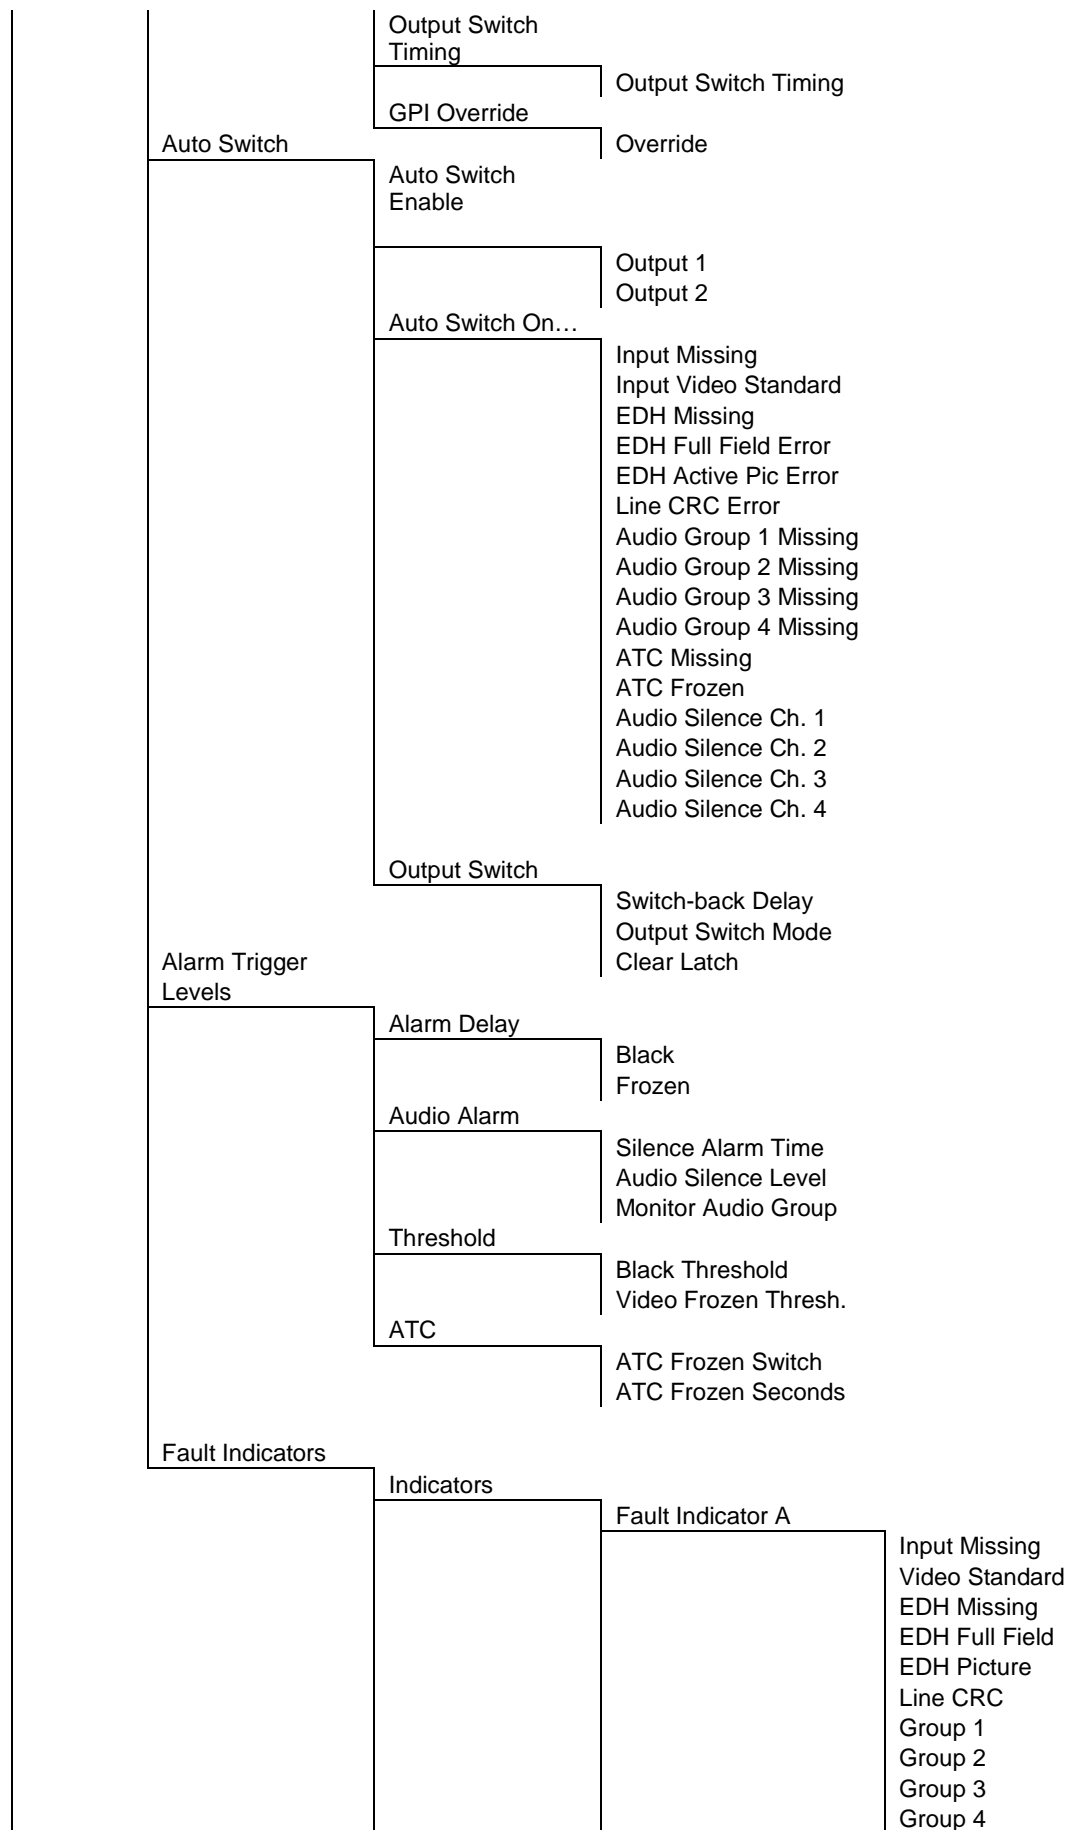 Output Switch
Timing
Output Switch Timing
GPI Override
Auto Switch
Override
Auto Switch
Enable
Output 1
Output 2
Auto Switch On…
Input Missing
Input Video Standard
EDH Missing
EDH Full Field Error
EDH Active Pic Error
Line CRC Error
Audio Group 1 Missing
Audio Group 2 Missing
Audio Group 3 Missing
Audio Group 4 Missing
ATC Missing
ATC Frozen
Audio Silence Ch. 1
Audio Silence Ch. 2
Audio Silence Ch. 3
Audio Silence Ch. 4
Output Switch
Switch-back Delay
Output Switch Mode
Clear Latch
Alarm Trigger
Levels
Alarm Delay
Black
Frozen
Audio Alarm
Silence Alarm Time
Audio Silence Level
Monitor Audio Group
Threshold
Black Threshold
Video Frozen Thresh.
ATC
ATC Frozen Switch
ATC Frozen Seconds
Fault Indicators
Indicators
Fault Indicator A
Input Missing
Video Standard
EDH Missing
EDH Full Field
EDH Picture
Line CRC
Group 1
Group 2
Group 3
Group 4